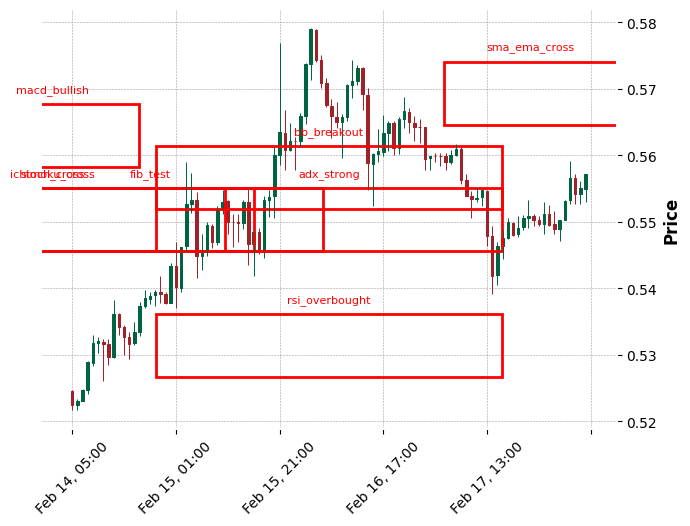 0.58
sma_ema_cross
0.57
macd_bullish
bb_breakout
0.56
fib_test
adx_strong
0.55
Price
0.54
rsi_overbought
0.53
0.52
Feb 14, 05:00
Feb 15, 01:00
Feb 15, 21:00
Feb 16, 17:00
Feb 17, 13:00